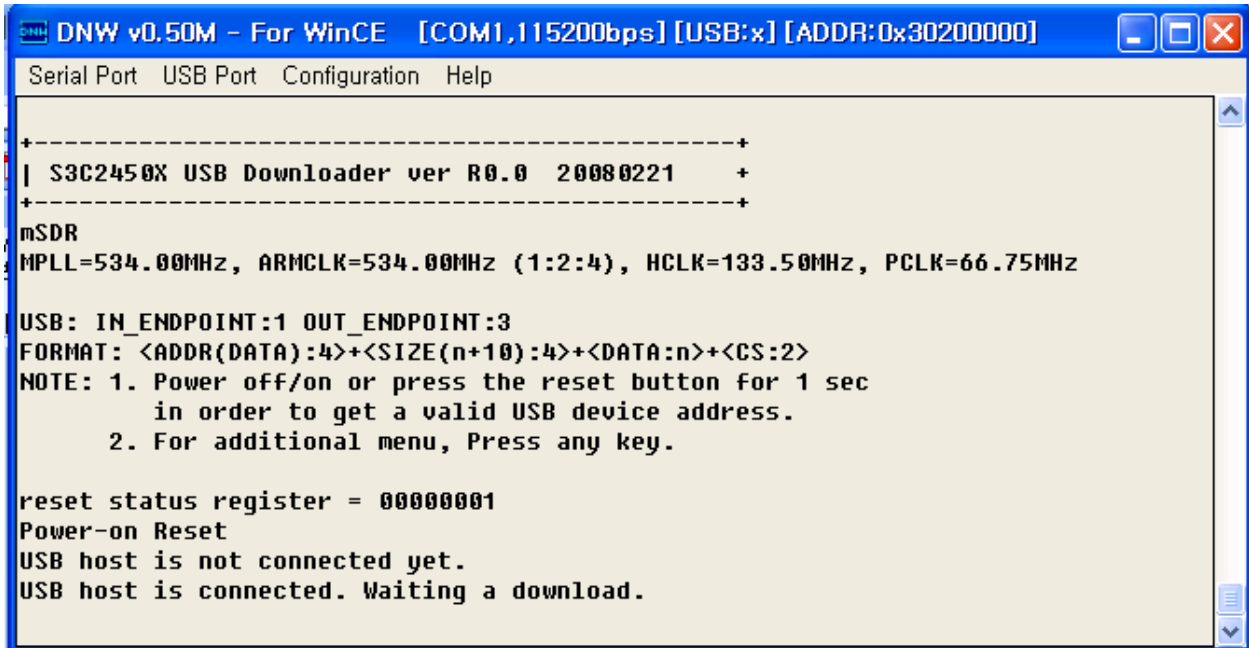 DNW v0.50M - For WinCE [COM1,115200bps][USB:x][ADDR:0x30200000]
Serial Port USB Port Configuration Help
+-----------------------------------------------+
| S3C2450X USB Downloader ver R0.0 20080221 +
+-----------------------------------------------+
mSDR
MPLL=534.00MHz, ARMCLK=534.00MHz (1:2:4), HCLK=133.50MHz, PCLK=66.75MHz
USB: IN_ENDPOINT:1 OUT_ENDPOINT:3
FORMAT: <ADDR(DATA):4>+<SIZE(n+10):4>+<DATA:n>+<CS:2>
NOTE: 1. Power off/on or press the reset button for 1 sec
in order to get a valid USB device address.
2. For additional menu, Press any key.
reset status register = 00000001
Power-on Reset
USB host is not connected yet.
USB host is connected. Waiting a download.